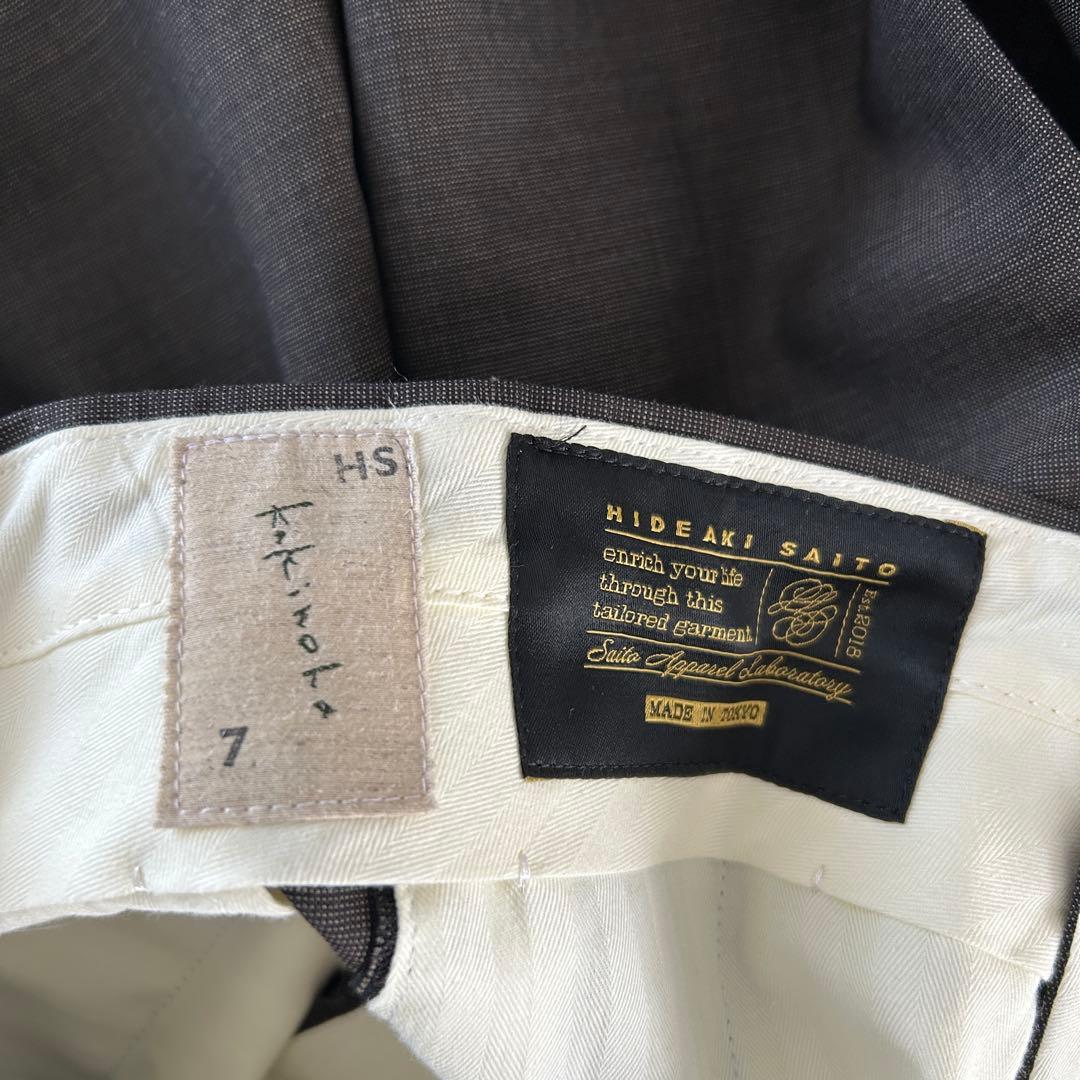 HS
kakinoha
7
HIDEAKI SAITO
enrich your life
through this
tailored garment
Est.2018
Saito Apparel Laboratory
MADE IN TOKYO